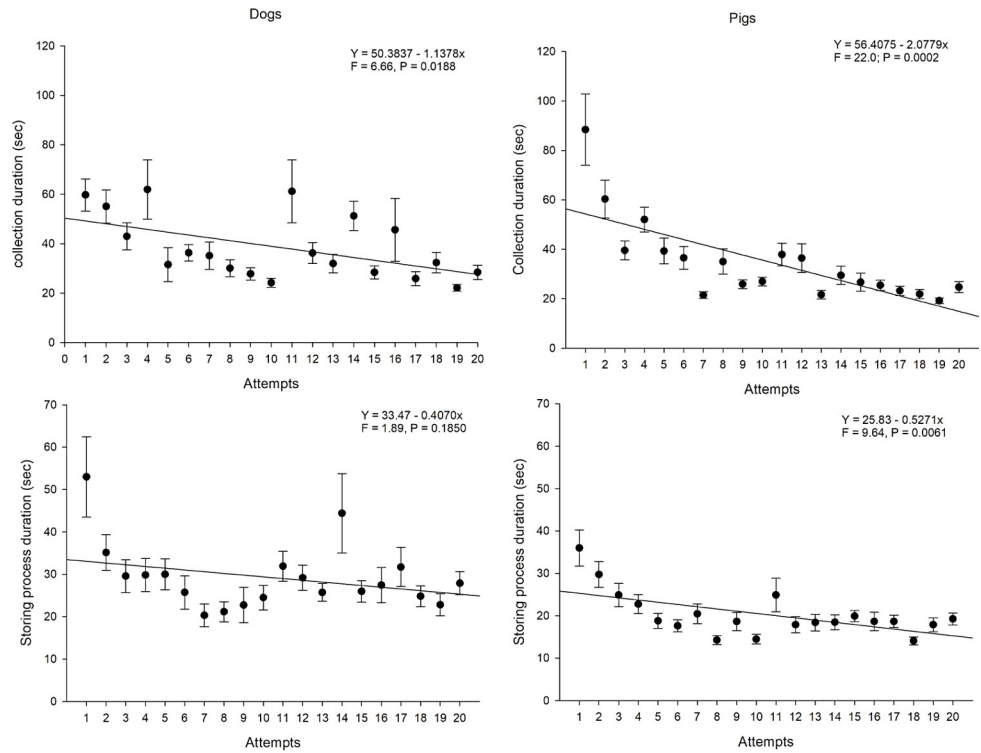 Dogs
Y = 50.3837 - 1.1378x
F = 6.66, P = 0.0188
collection duration (sec)
120
100
80
60
40
20
0
0 1 2 3 4 5 6 7 8 9 10 11 12 13 14 15 16 17 18 19 20
Attempts
Pigs
Y = 56.4075 - 2.0779x
F = 22.0; P = 0.0002
Collection duration (sec)
120
100
80
60
40
20
0
1 2 3 4 5 6 7 8 9 10 11 12 13 14 15 16 17 18 19 20
Attempts
Y = 33.47 - 0.4070x
F = 1.89, P = 0.1850
Storing process duration (sec)
70
60
50
40
30
20
10
0
1 2 3 4 5 6 7 8 9 10 11 12 13 14 15 16 17 18 19 20
Attempts
Y = 25.83 - 0.5271x
F = 9.64, P = 0.0061
Storing process duration (sec)
70
60
50
40
30
20
10
0
1 2 3 4 5 6 7 8 9 10 11 12 13 14 15 16 17 18 19 20
Attempts